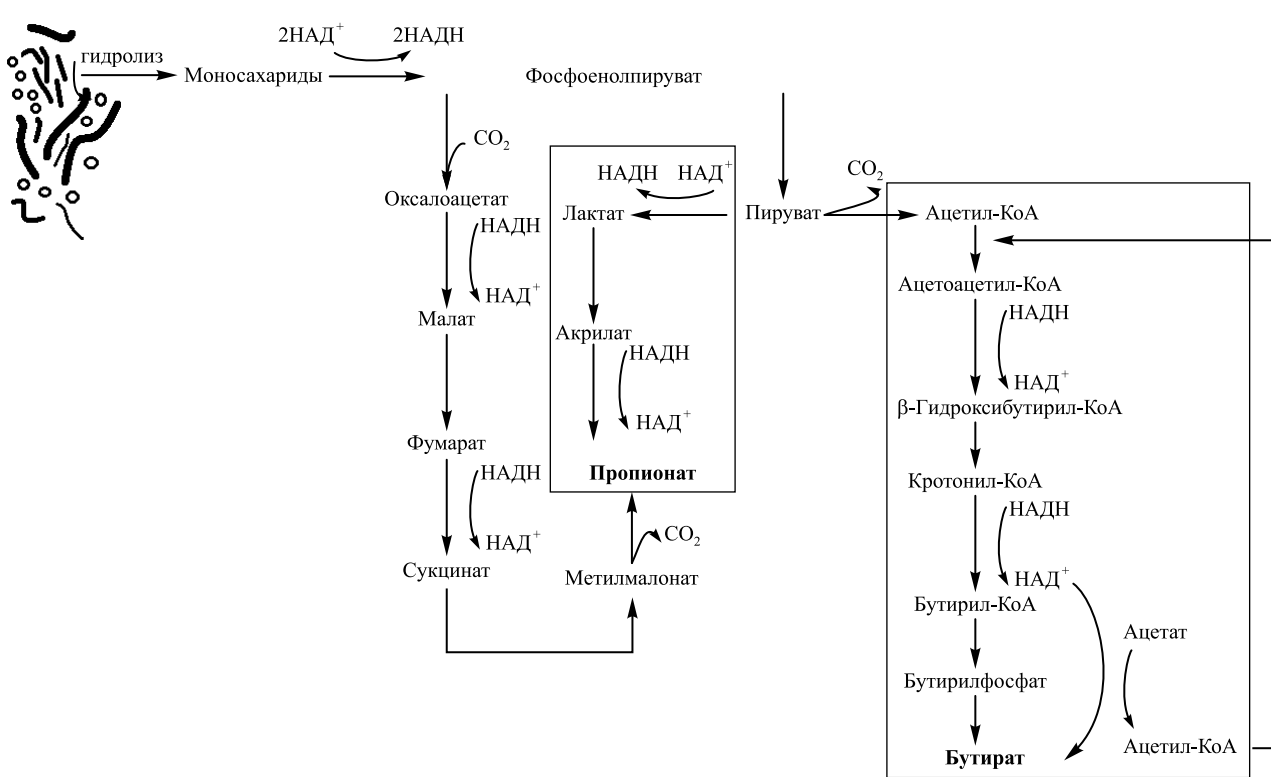 2НАД⁺ 2НАДН
гидролиз
Моносахариды
Фосфоенолпируват
CO₂
Оксалоацетат
НАДН
НАД⁺
Малат
Фумарат
НАДН
НАД⁺
Сукцинат
НАДН НАД⁺
Лактат
Пируват
Акрилат
НАДН
НАД⁺
Пропионат
CO₂
Метилмалонат
CO₂
Ацетил-КоА
Ацетоацетил-КоА
НАДН
НАД⁺
β-Гидроксибутирил-КоА
Кротонил-КоА
НАДН
НАД⁺
Бутирил-КоА
Ацетат
Бутирилфосфат
Ацетил-КоА
Бутират